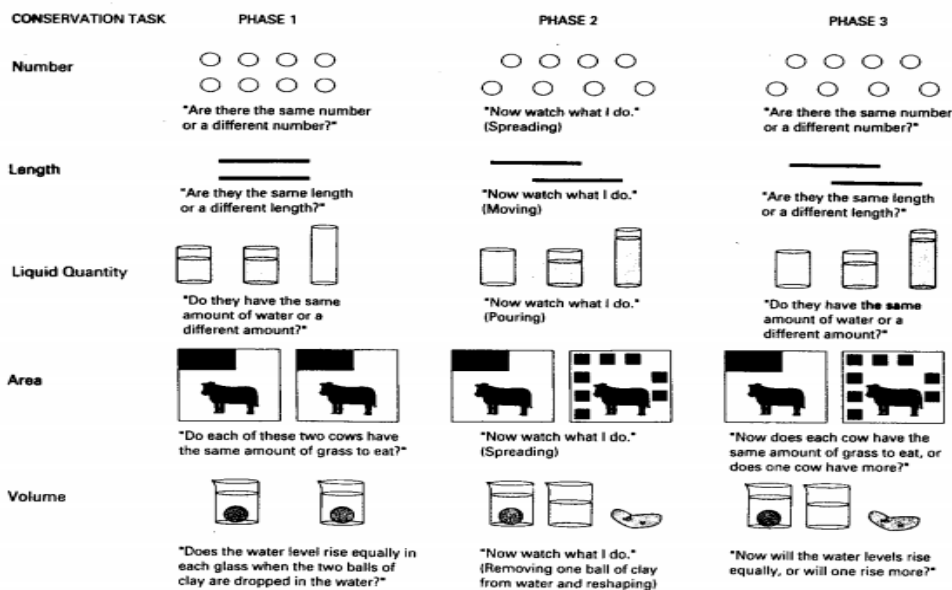 CONSERVATION TASK PHASE 1 PHASE 2 PHASE 3
Number
"Are there the same number
or a different number?"
"Now watch what I do."
(Spreading)
"Are there the same number
or a different number?"
Length
"Are they the same length
or a different length?"
"Now watch what I do."
(Moving)
"Are they the same length
or a different length?"
Liquid Quantity
"Do they have the same
amount of water or a
different amount?"
"Now watch what I do."
(Pouring)
"Do they have the same
amount of water or a
different amount?"
Area
"Do each of these two cows have
the same amount of grass to eat?"
"Now watch what I do."
(Spreading)
"Now does each cow have the
same amount of grass to eat, or
does one cow have more?"
Volume
"Does the water level rise equally in
each glass when the two balls of
clay are dropped in the water?"
"Now watch what I do."
(Removing one ball of clay
from water and reshaping)
"Now will the water levels rise
equally, or will one rise more?"